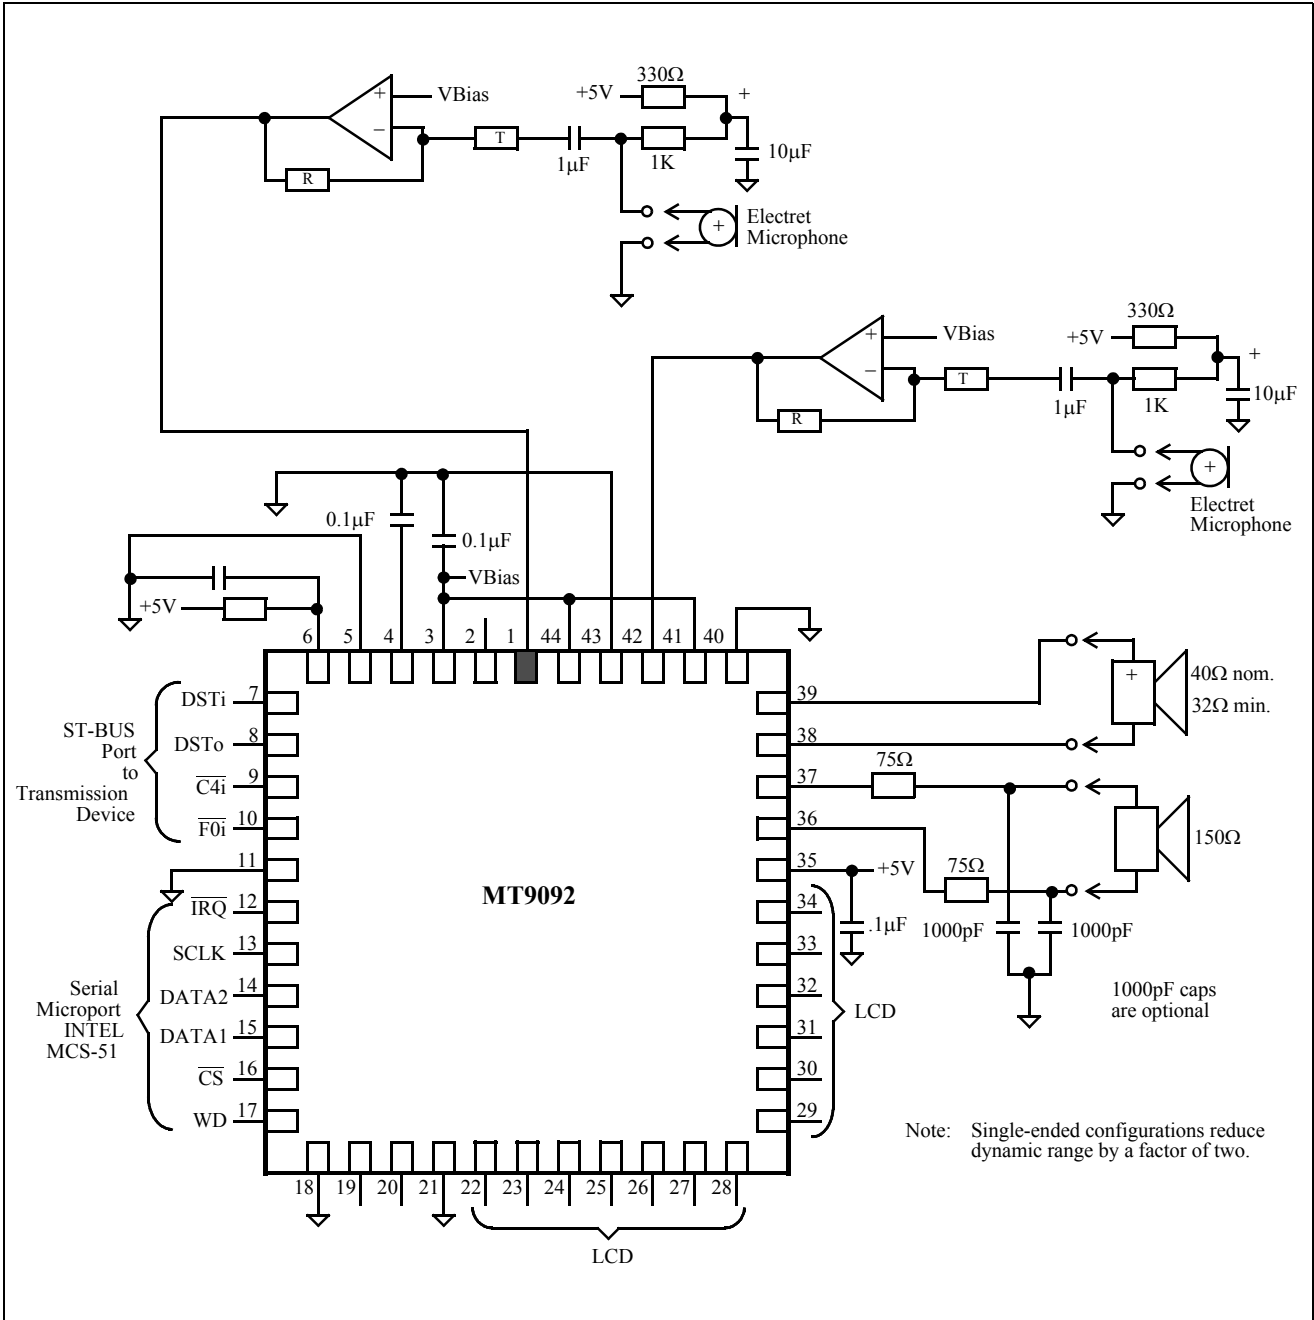 330Ω
+5V
+
VBias
+
−
T
1μF
1K
10μF
R
+
Electret
Microphone
330Ω
+5V
+
VBias
+
−
T
1μF
1K
10μF
R
+
Electret
Microphone
0.1μF
0.1μF
VBias
+5V
6 5 4 3 2 1 44 43 42 41 40
ST-BUS
Port
to
Transmission
Device
DSTi 7
DSTo 8
C4i 9
F0i 10
11
Serial
Microport
INTEL
MCS-51
IRQ 12
SCLK 13
DATA2 14
DATA1 15
CS 16
WD 17
MT9092
39
38
37
36
35
34
33
32
31
30
29
+
40Ω nom.
32Ω min.
75Ω
75Ω
150Ω
+5V
.1μF
1000pF
1000pF
1000pF caps
are optional
LCD
Note: Single-ended configurations reduce
dynamic range by a factor of two.
18 19 20 21 22 23 24 25 26 27 28
LCD